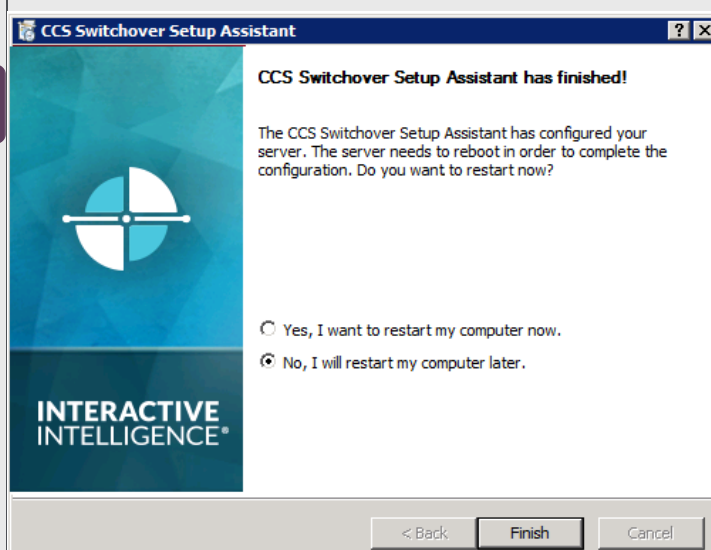 CCS Switchover Setup Assistant
? X
CCS Switchover Setup Assistant has finished!
The CCS Switchover Setup Assistant has configured your
server. The server needs to reboot in order to complete the
configuration. Do you want to restart now?
Yes, I want to restart my computer now.
No, I will restart my computer later.
INTERACTIVE
INTELLIGENCE®
< Back Finish Cancel